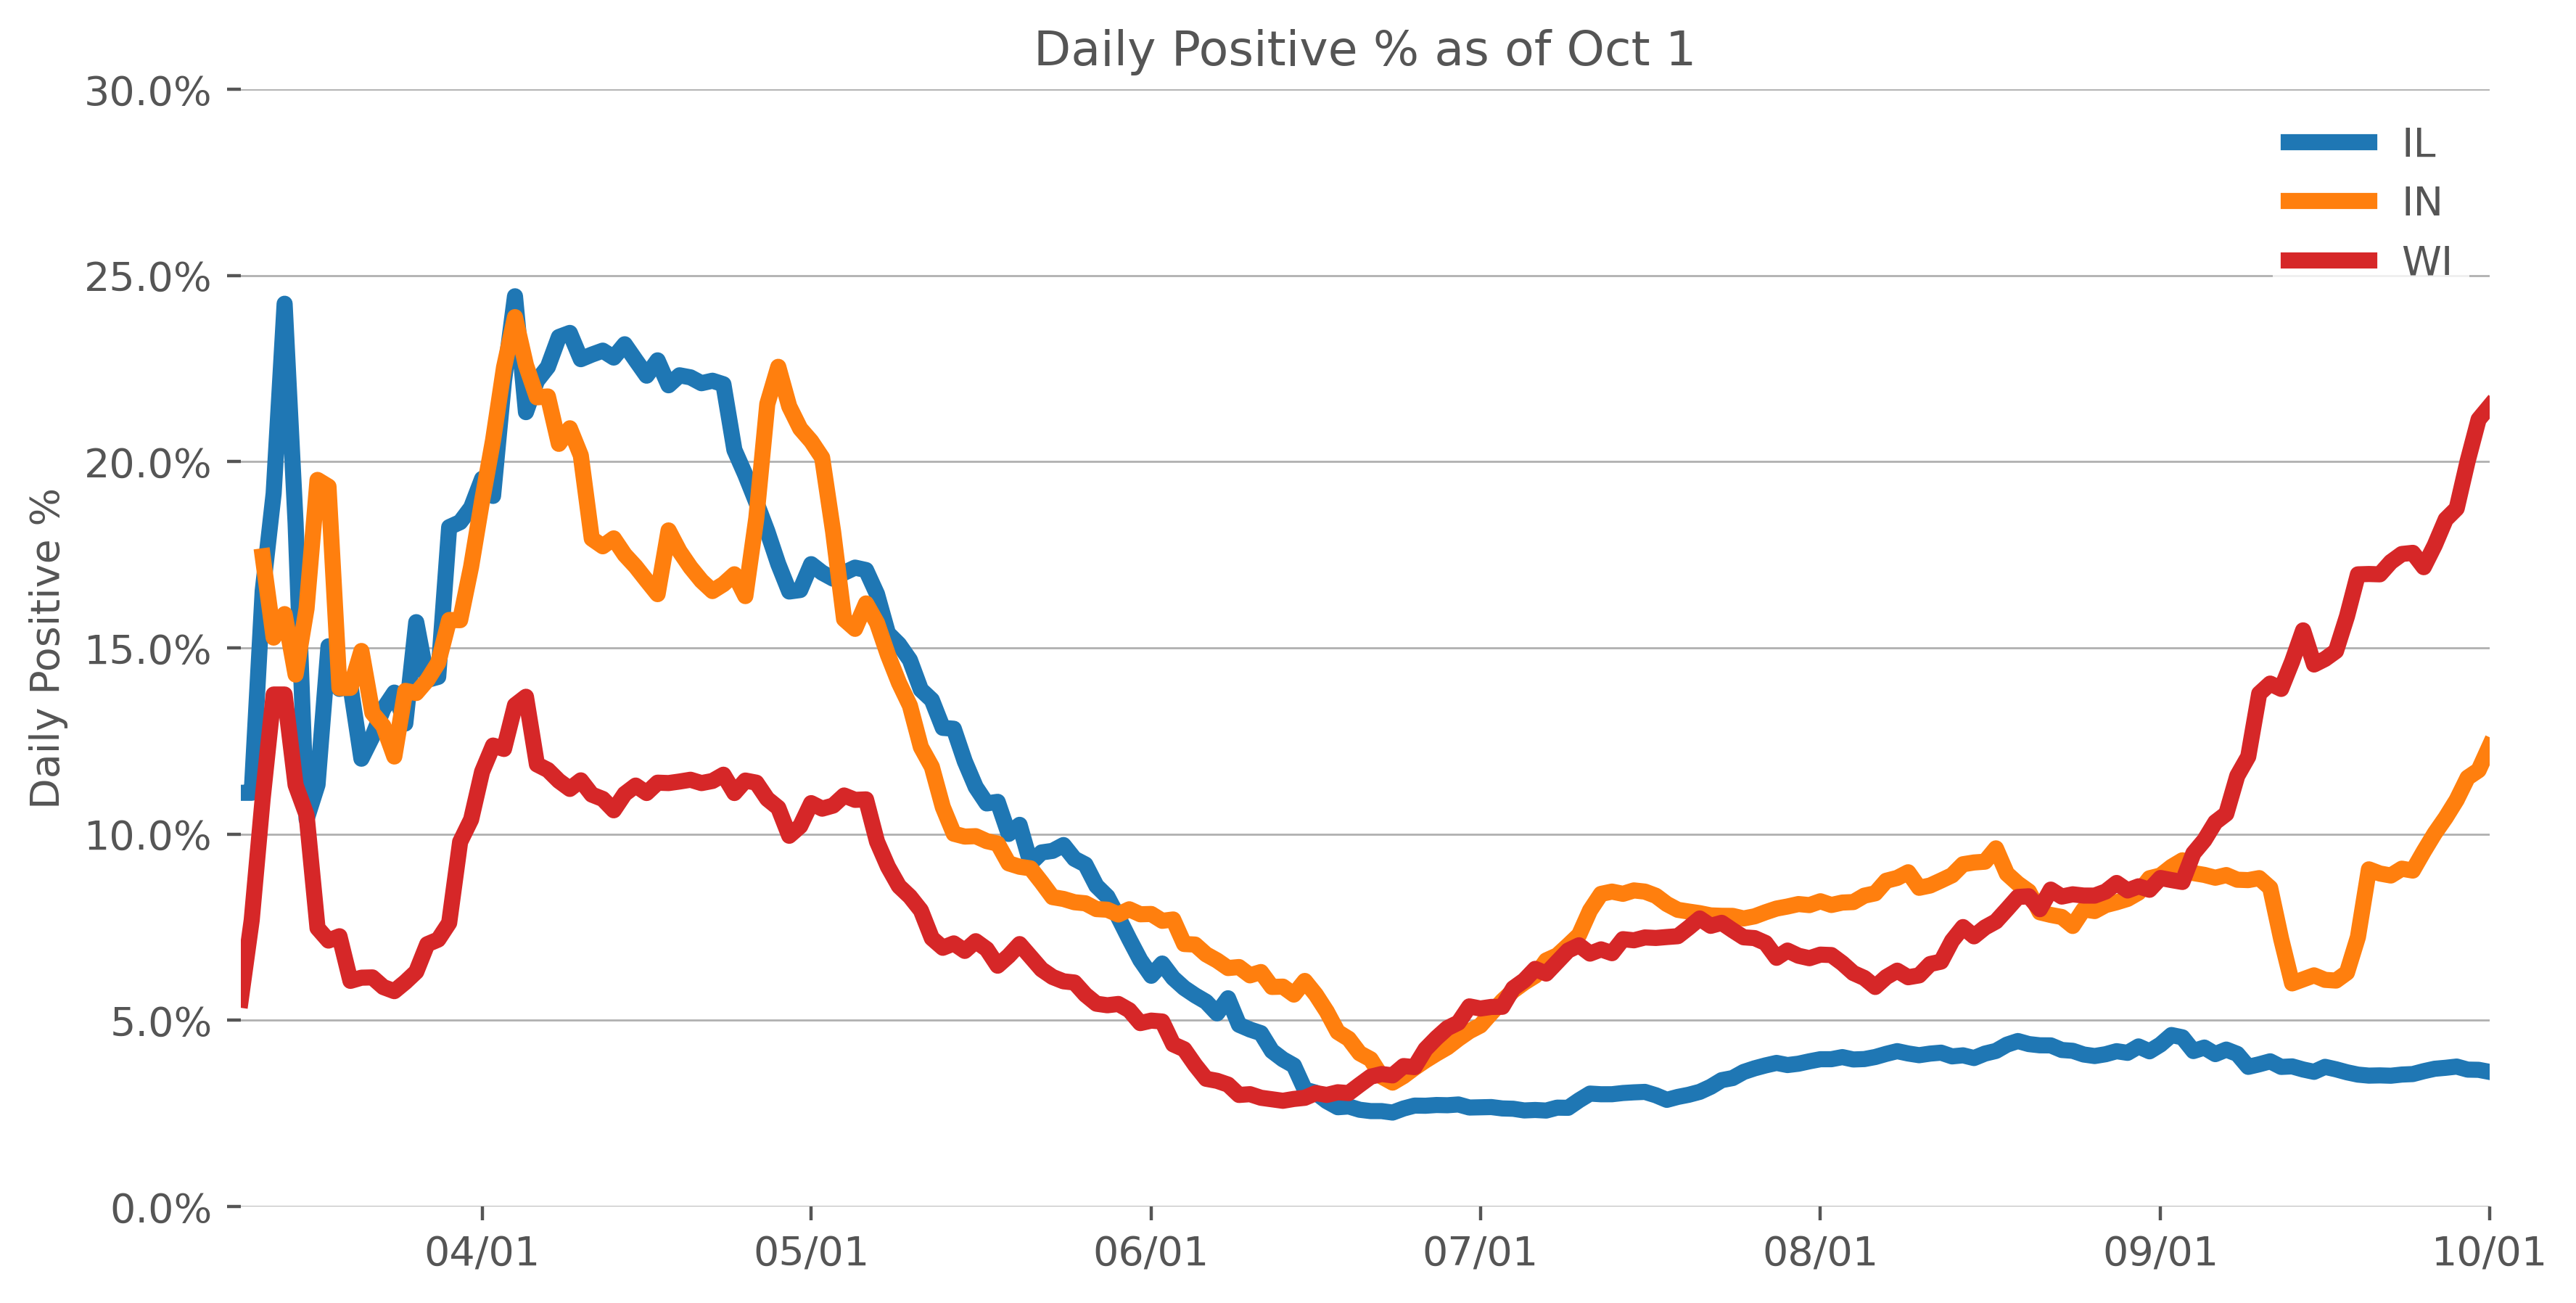 Daily Positive % as of Oct 1
30.0%
25.0%
20.0%
15.0%
10.0%
5.0%
0.0%
Daily Positive %
IL
IN
WI
04/01
05/01
06/01
07/01
08/01
09/01
10/01